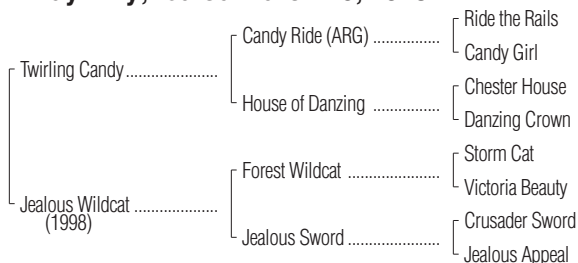 Ride the Rails
Candy Ride (ARG) ................
Candy Girl
Twirling Candy ......................
Chester House
House of Danzing ................
Danzing Crown
Storm Cat
Forest Wildcat ......................
Victoria Beauty
Jealous Wildcat ....................
(1998)
Crusader Sword
Jealous Sword ......................
Jealous Appeal